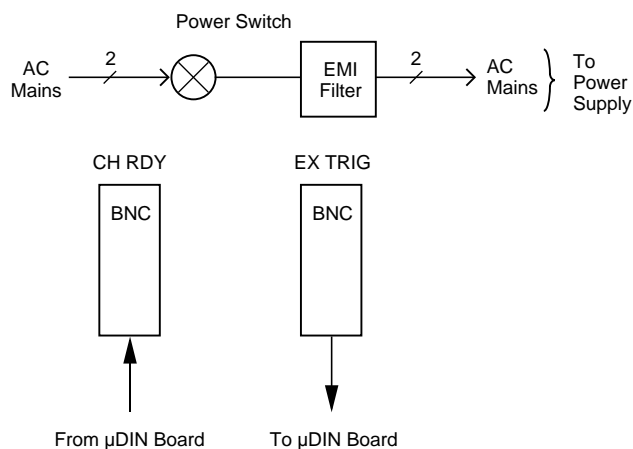 Power Switch
AC
Mains
2
EMI
Filter
2
AC
Mains
To
Power
Supply
CH RDY
EX TRIG
BNC
BNC
From µDIN Board
To µDIN Board